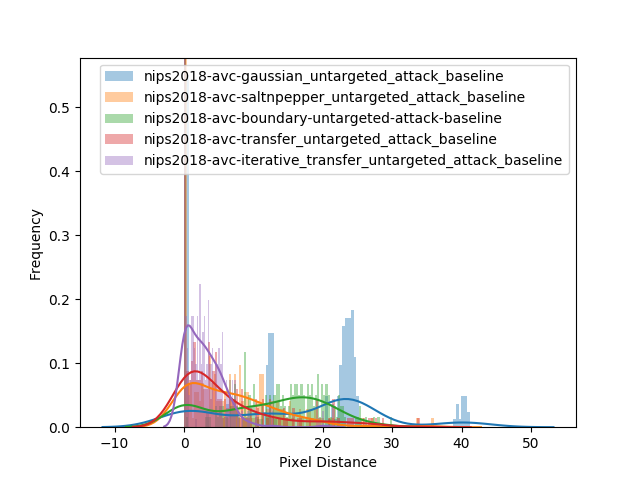 nips2018-avc-gaussian_untargeted_attack_baseline
nips2018-avc-saltnpepper_untargeted_attack_baseline
nips2018-avc-boundary-untargeted-attack-baseline
nips2018-avc-transfer_untargeted_attack_baseline
nips2018-avc-iterative_transfer_untargeted_attack_baseline
Frequency
0.5
0.4
0.3
0.2
0.1
0.0
−10 0 10 20 30 40 50
Pixel Distance